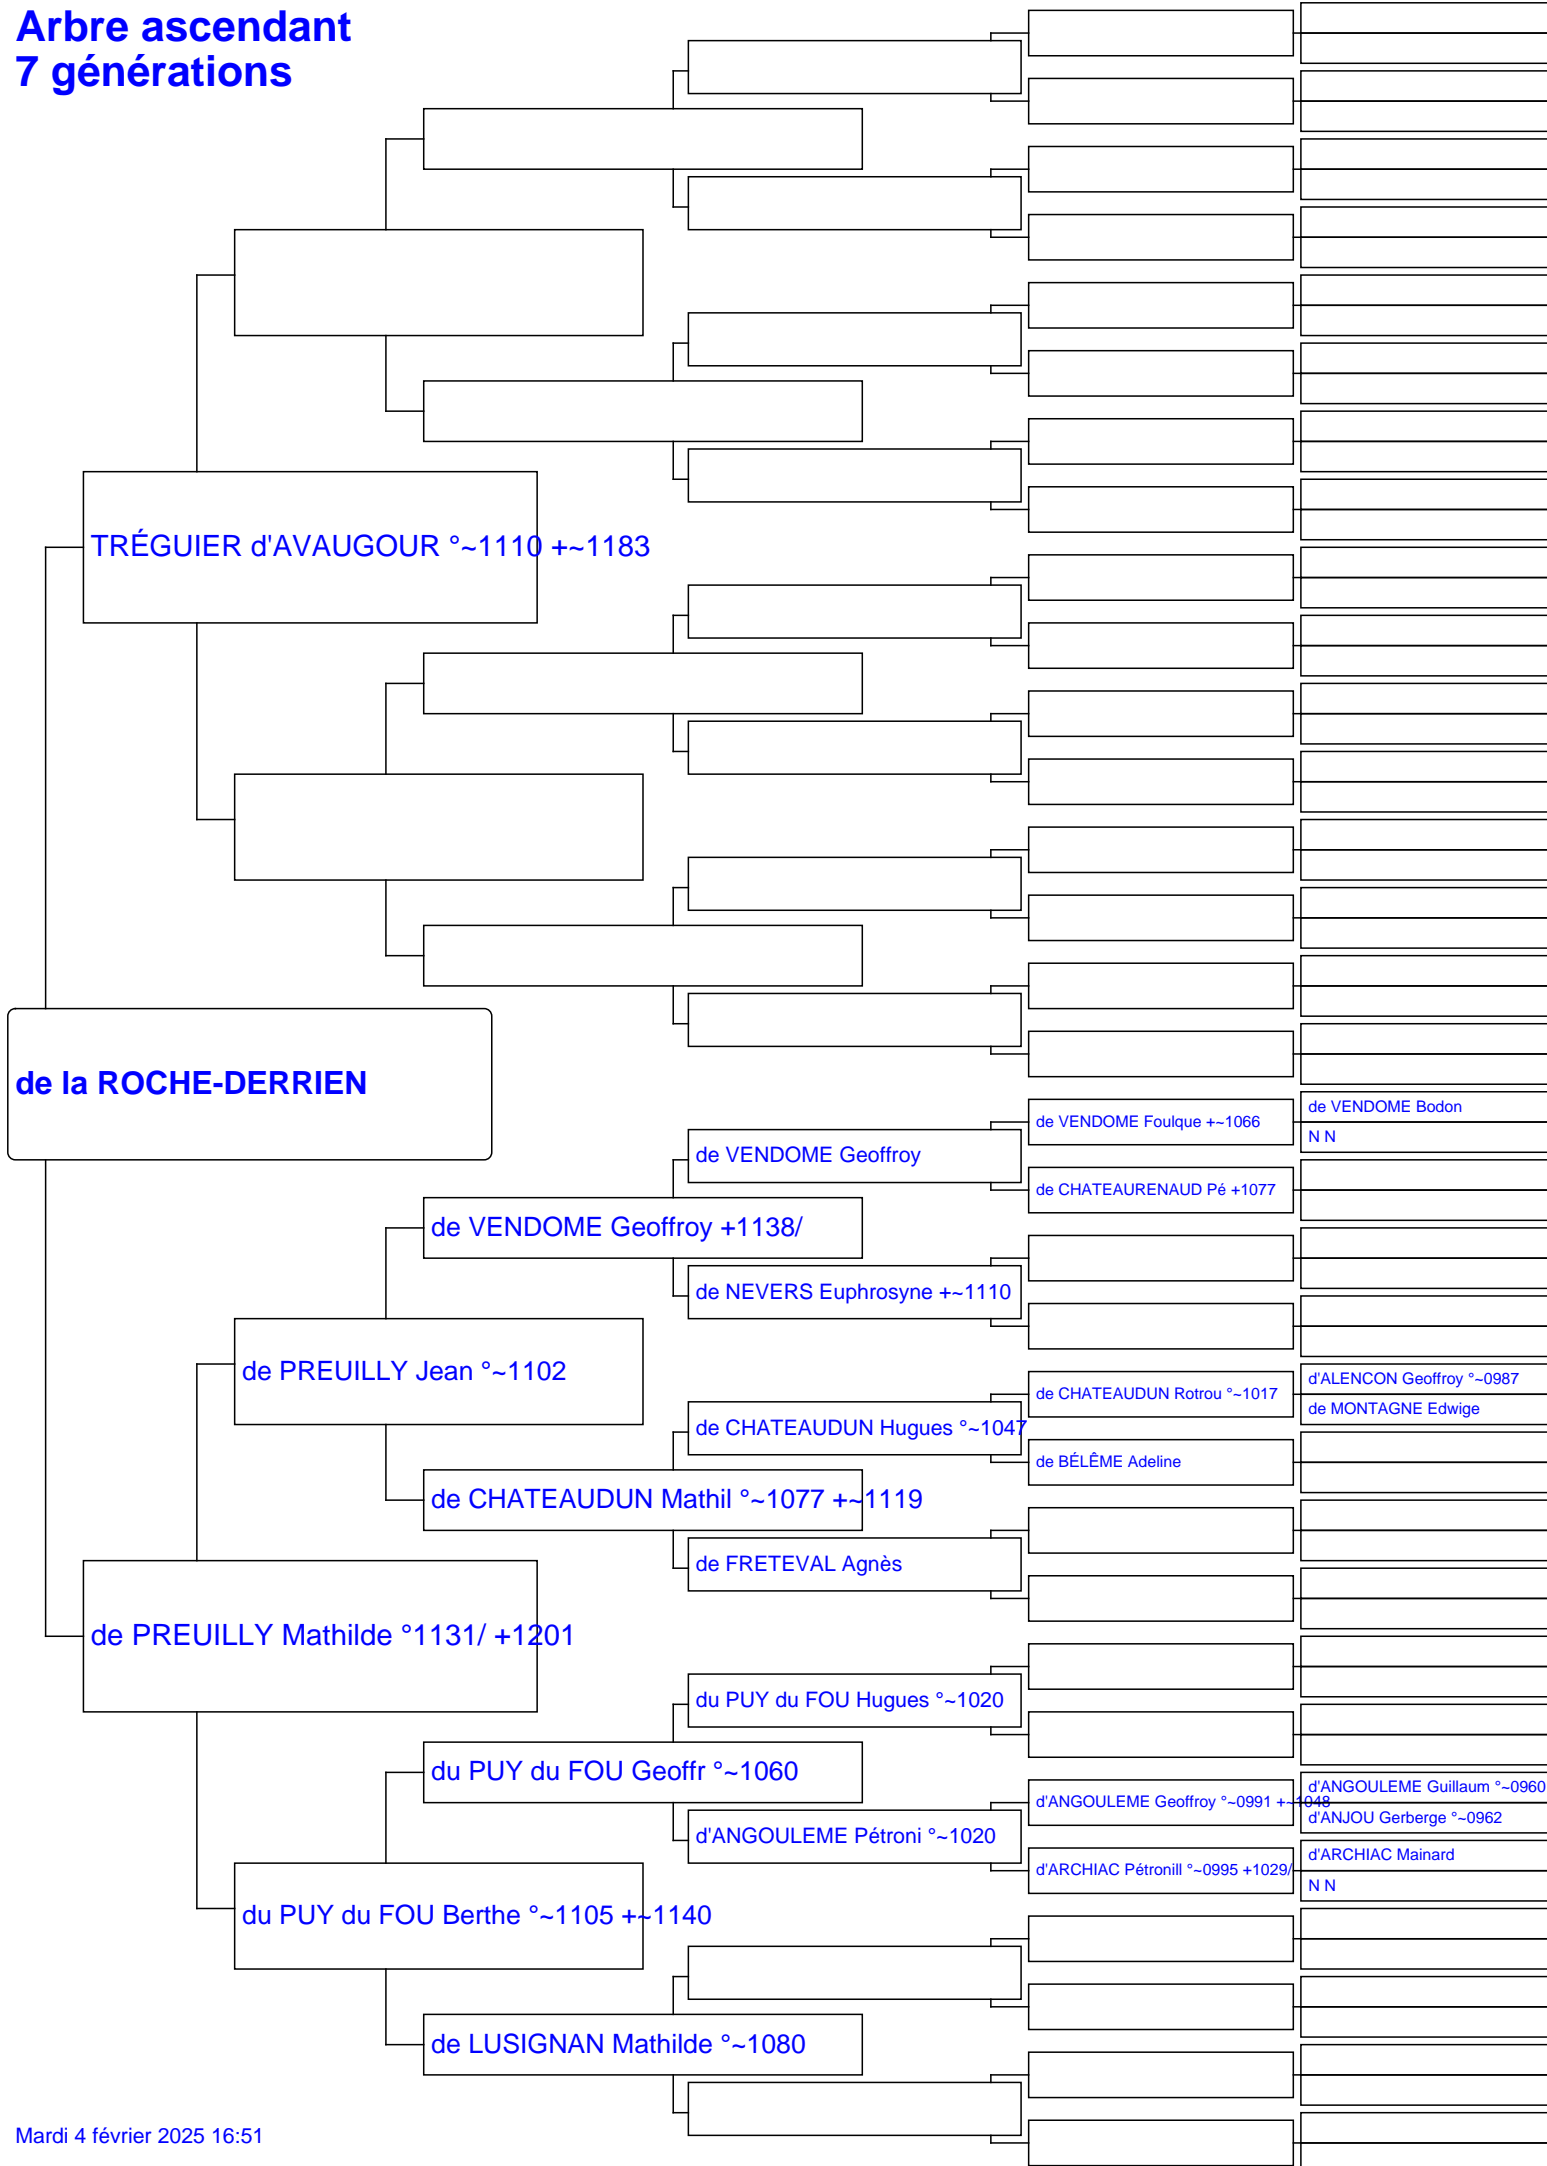 Arbre ascendant
7 générations
TRÉGUIER d'AVAUGOUR °~1110 +~1183
de la ROCHE-DERRIEN
de VENDOME Bodon
de VENDOME Foulque +~1066
N N
de VENDOME Geoffroy
de CHATEAURENAUD Pé +1077
de VENDOME Geoffroy +1138/
de NEVERS Euphrosyne +~1110
de PREUILLY Jean °~1102
d'ALENCON Geoffroy °~0987
de CHATEAUDUN Rotrou °~1017
de MONTAGNE Edwige
de CHATEAUDUN Hugues °~1047
de BÉLÊME Adeline
de CHATEAUDUN Mathil °~1077 +~1119
de FRETEVAL Agnès
de PREUILLY Mathilde °1131/ +1201
du PUY du FOU Hugues °~1020
du PUY du FOU Geoffr °~1060
d'ANGOULEME Guillaum °~0960
d'ANGOULEME Geoffroy °~0991 +~1048
d'ANJOU Gerberge °~0962
d'ANGOULEME Pétroni °~1020
d'ARCHIAC Mainard
d'ARCHIAC Pétronill °~0995 +1029/
N N
du PUY du FOU Berthe °~1105 +~1140
de LUSIGNAN Mathilde °~1080
Mardi 4 février 2025 16:51